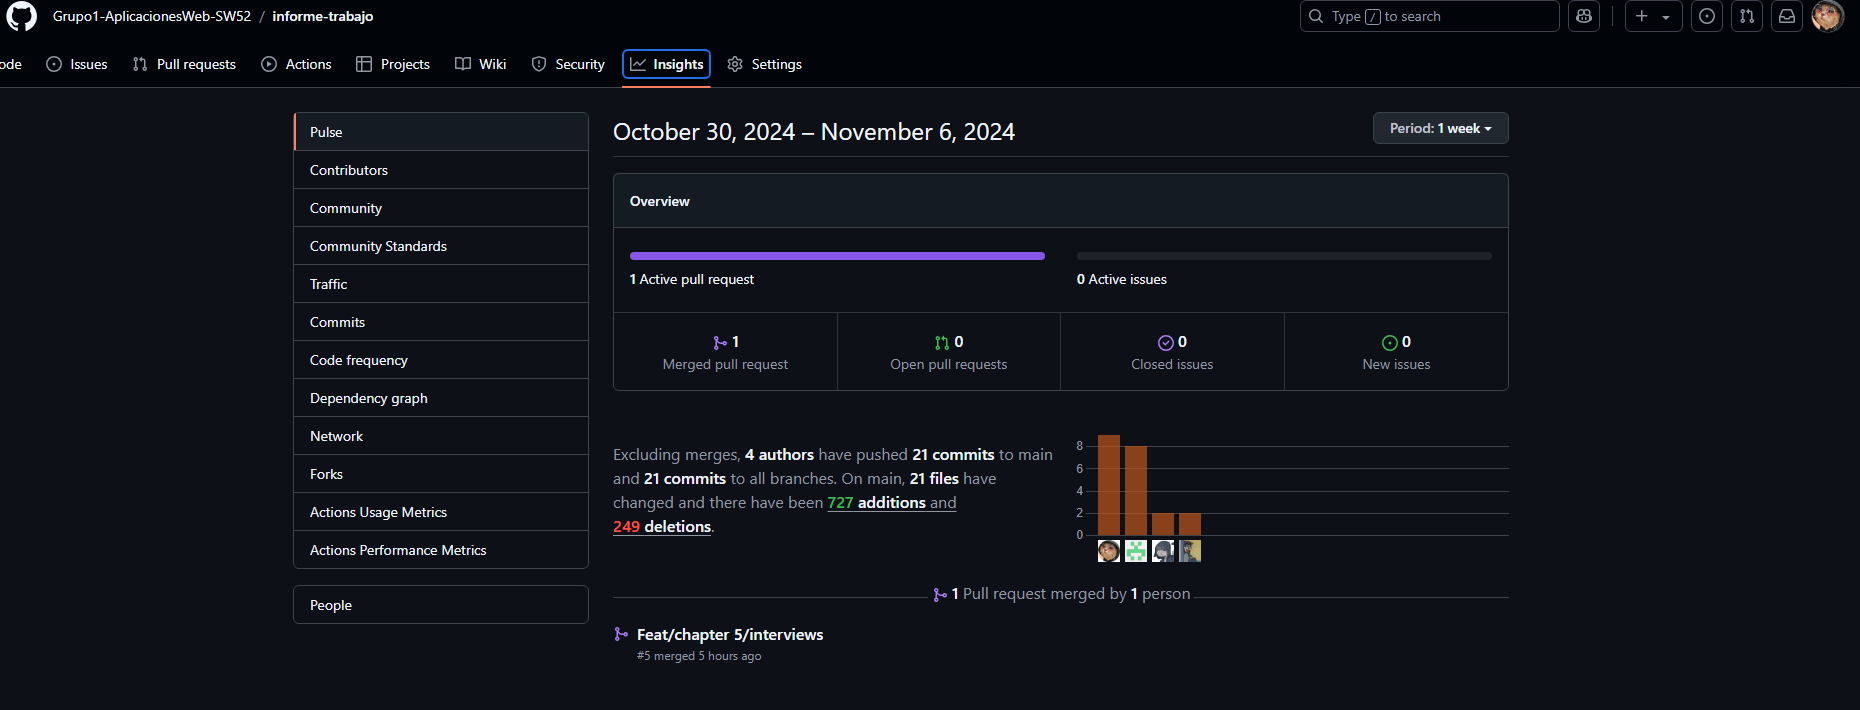 Grupo1-AplicacionesWeb-SW52 / informe-trabajo
Type / to search
ode
Issues
Pull requests
Actions
Projects
Wiki
Security
Insights
Settings
Pulse
Contributors
Community
Community Standards
Traffic
Commits
Code frequency
Dependency graph
Network
Forks
Actions Usage Metrics
Actions Performance Metrics
People
October 30, 2024 – November 6, 2024
Period: 1 week
Overview
1 Active pull request
0 Active issues
1
Merged pull request
0
Open pull requests
0
Closed issues
0
New issues
Excluding merges, 4 authors have pushed 21 commits to main
and 21 commits to all branches. On main, 21 files have
changed and there have been 727 additions and
249 deletions.
8
6
4
2
0
1 Pull request merged by 1 person
Feat/chapter 5/interviews
#5 merged 5 hours ago